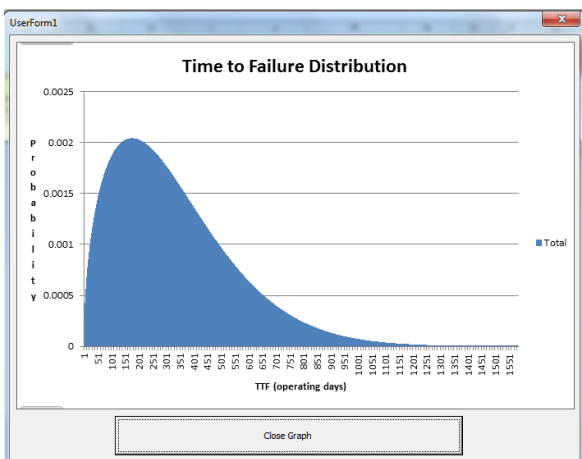 UserForm1
Time to Failure Distribution
Probability
0.0025
0.002
0.0015
0.001
0.0005
0
1 51 101 151 201 251 301 351 401 451 501 551 601 651 701 751 801 851 901 951 1001 1051 1101 1151 1201 1251 1301 1351 1401 1451 1501 1551
TTF (operating days)
Total
Close Graph